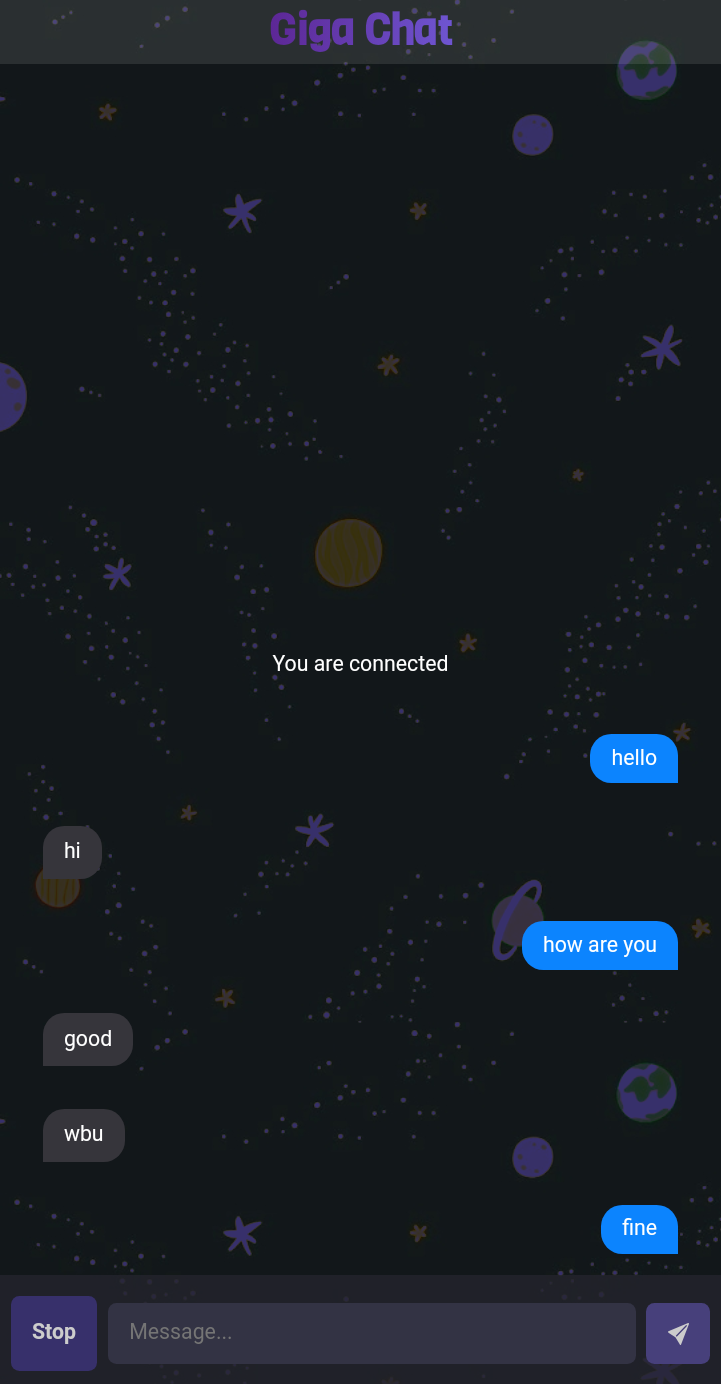 Giga Chat
You are connected
hello
hi
how are you
good
wbu
fine
Stop
Message...